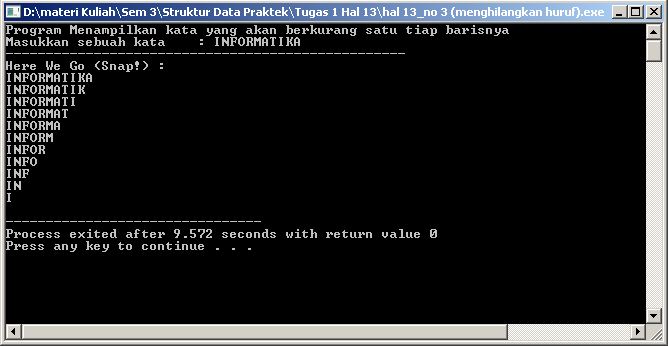 D:\materi Kuliah\Sem 3\Struktur Data Praktek\Tugas 1 Hal 13\hal 13_no 3 (menghilangkan huruf).exe
Program Menampilkan kata yang akan berkurang satu tiap barisnya
Masukkan sebuah kata    : INFORMATIKA
--------------------------------------------------
Here We Go (Snap!) :
INFORMATIKA
INFORMATIK
INFORMATI
INFORMAT
INFORMA
INFORM
INFOR
INFO
INF
IN
I
--------------------------------
Process exited after 9.572 seconds with return value 0
Press any key to continue . . .